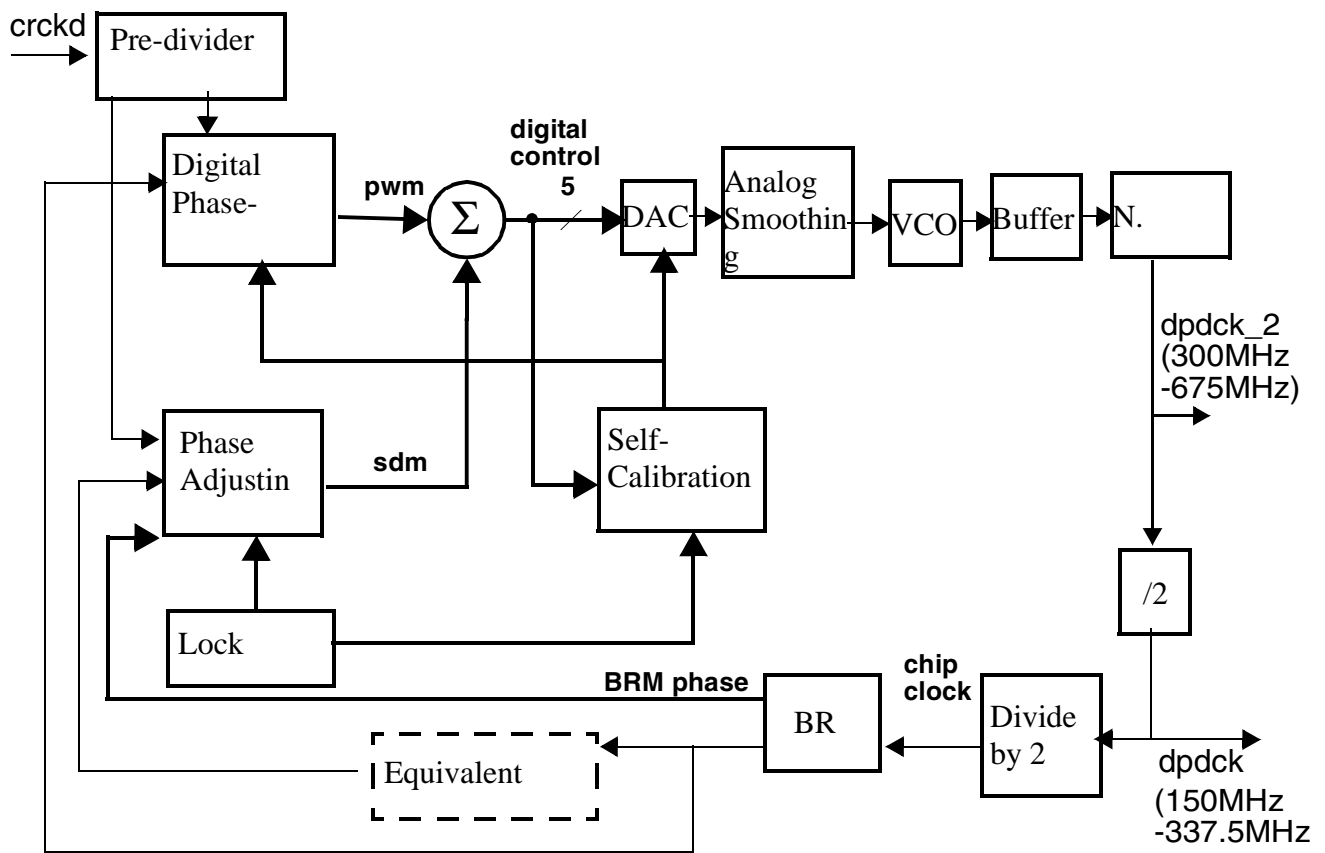 crckd
Pre-divider
Digital
Phase-
pwm
Σ
digital
control
5
DAC
Analog
Smoothin
g
VCO
Buffer
N.
dpdck_2
(300MHz
-675MHz)
Phase
Adjustin
sdm
Self-
Calibration
/2
Lock
BRM phase
BR
chip
clock
Divide
by 2
Equivalent
dpdck
(150MHz
-337.5MHz